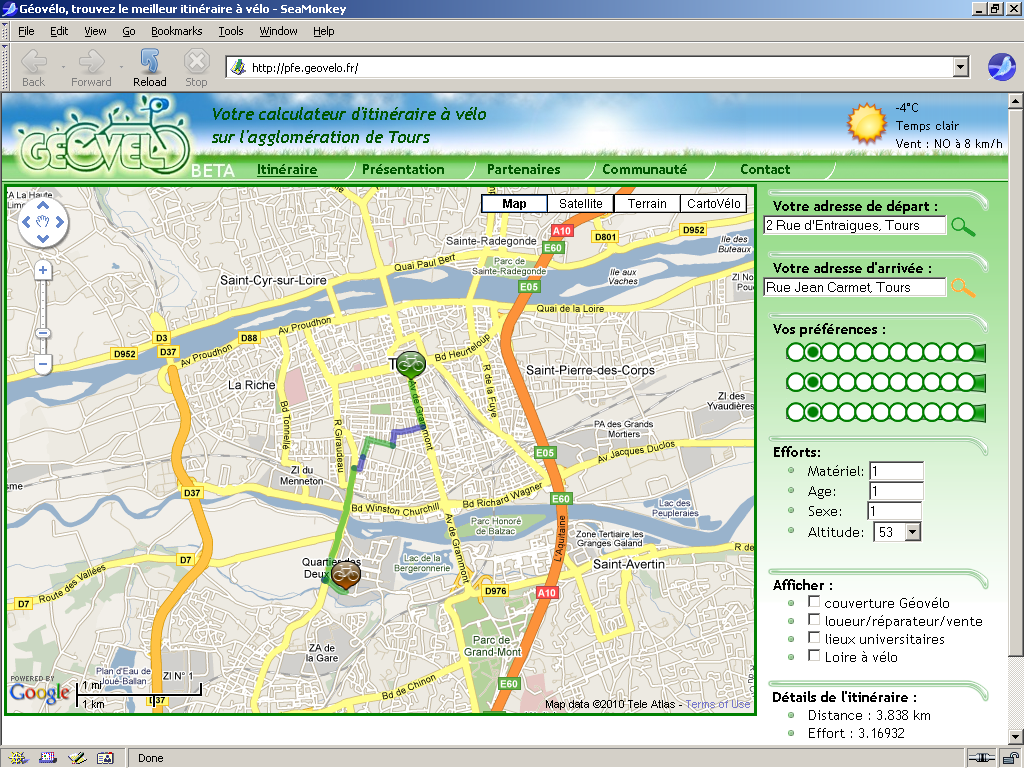 Géovélo, trouvez le meilleur itinéraire à vélo - SeaMonkey
File Edit View Go Bookmarks Tools Window Help
Back Forward Reload Stop
http://pfe.geovelo.fr/
GÉOVÉLO BETA
Votre calculateur d'itinéraire à vélo
sur l'agglomération de Tours
-4°C
Temps clair
Vent : NO à 8 km/h
Itinéraire Présentation Partenaires Communauté Contact
Map Satellite Terrain CartoVélo
ZA La Haute
A10
D801
D952
E60
Sainte-Radegonde
Ile des
Buteaux
Quai Paul Bert
Parc de
Sainte-Radegonde
Ile aux
Vaches
Saint-Cyr-sur-Loire
E05
Quai de la Loire
Av Proudhon
D3
D88
D37
D952
Av Proudhon
Bd Heurteloup
T
Saint-Pierre-des-Corps
La Riche
Av de Grammont
R de la Fuye
Bd Tonnellé
R Giraudeau
ZI des
Yvaudières
PA des Grands
Mortiers
E05
Av Jacques Duclos
ZI du
Menneton
D37
Bd Richard Wagner
E60
Bd Winston Churchill
Lac des
Peupleraies
Parc Honoré
de Balzac
Av de Grammont
L'Aquitaine
Zone Tertiaire les
Granges Galand
R de
D7
Quartier des
Deux
Lac de la
Bergeronnerie
Saint-Avertin
Route des Vallées
D7
D976
A10
ZA de
la Gare
Parc de
Grand-Mont
Plan d'Eau de
Joué-Ballan
ZI N° 1
Bd de Chinon
E60
D37
POWERED BY
Google
1 mi
1 km
Map data ©2010 Tele Atlas - Terms of Use
Votre adresse de départ :
2 Rue d'Entraigues, Tours
Votre adresse d'arrivée :
Rue Jean Carmet, Tours
Vos préférences :
Efforts:
Matériel: 1
Age: 1
Sexe: 1
Altitude: 53
Afficher :
couverture Géovélo
loueur/réparateur/vente
lieux universitaires
Loire à vélo
Détails de l'itinéraire :
Distance : 3.838 km
Effort : 3.16932
Done